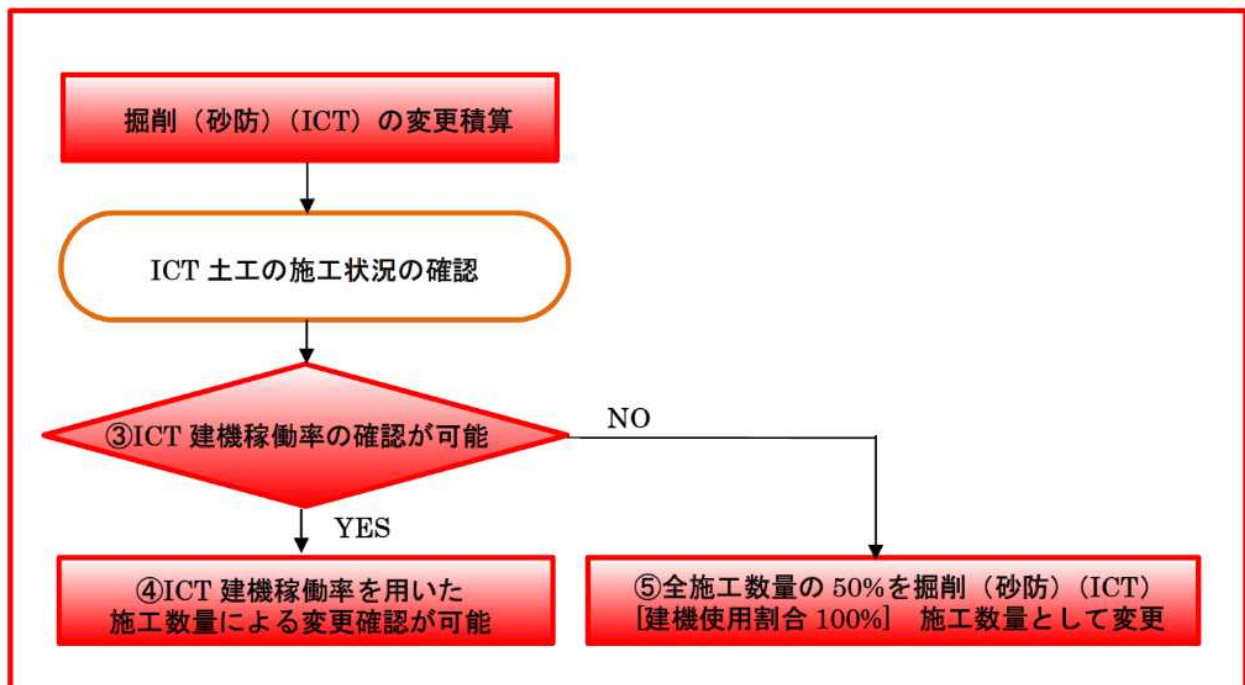 掘削（砂防）（ICT）の変更積算
ICT 土工の施工状況の確認
③ICT 建機稼働率の確認が可能
NO
YES
④ICT 建機稼働率を用いた
施工数量による変更確認が可能
⑤全施工数量の 50%を掘削（砂防）（ICT）
[建機使用割合 100%]　施工数量として変更